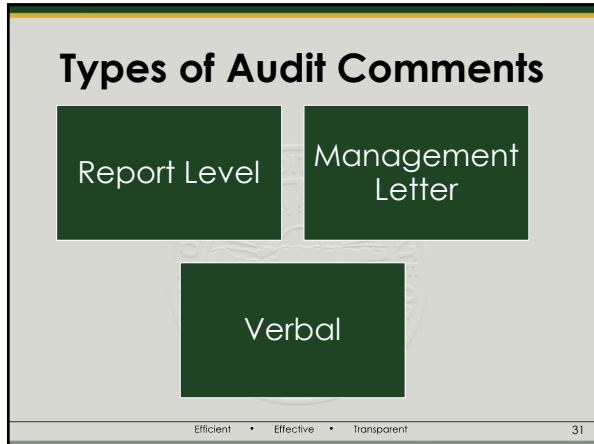 Types of Audit Comments
Report Level
Management
Letter
Verbal
Efficient • Effective • Transparent
31